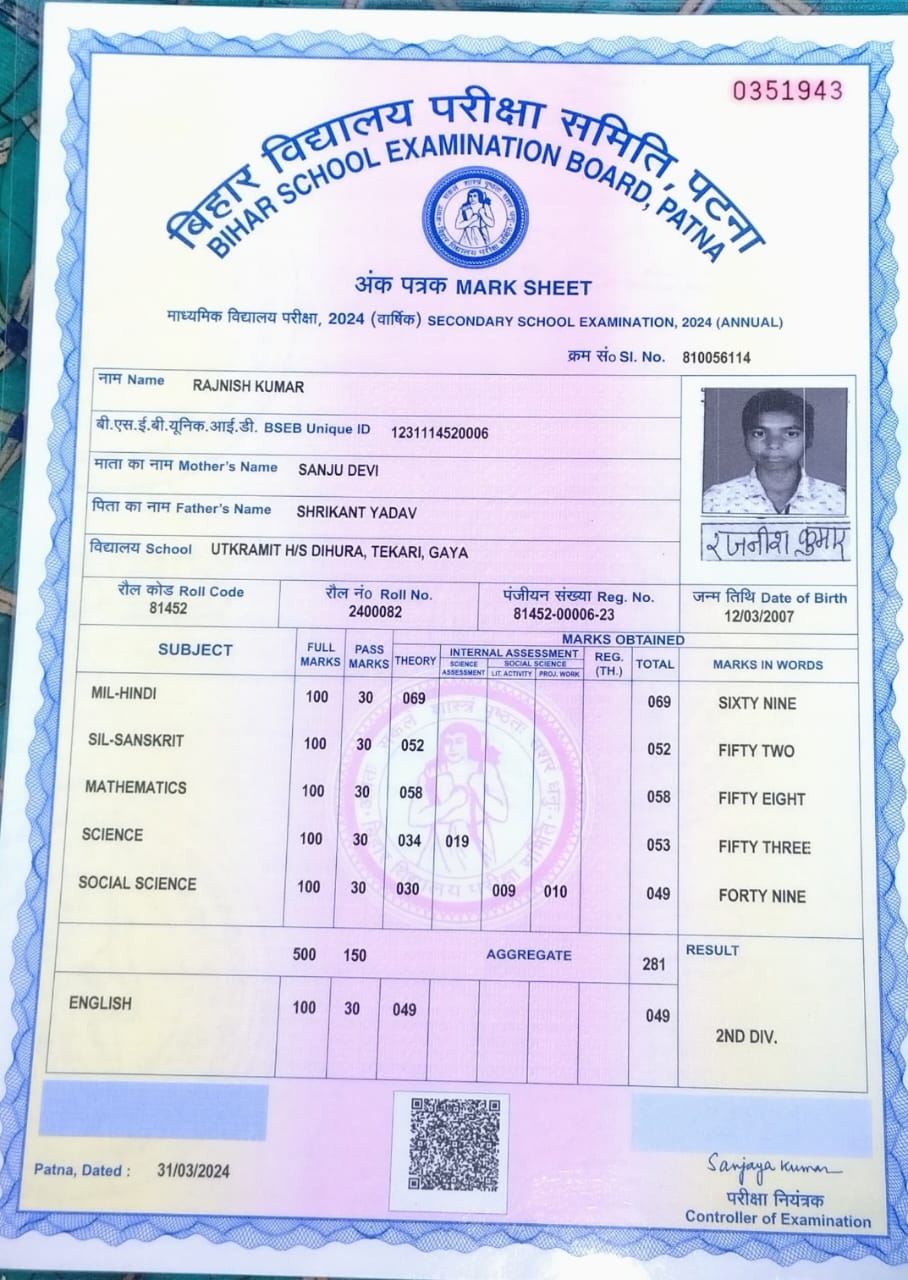 0351943
बिहार विद्यालय परीक्षा समिति, पटना
BIHAR SCHOOL EXAMINATION BOARD, PATNA
अंक पत्रक MARK SHEET
माध्यमिक विद्यालय परीक्षा, 2024 (वार्षिक) SECONDARY SCHOOL EXAMINATION, 2024 (ANNUAL)
क्रम सं० Sl. No. 810056114
नाम Name RAJNISH KUMAR
बी.एस.ई.बी.यूनिक.आई.डी. BSEB Unique ID 1231114520006
माता का नाम Mother's Name SANJU DEVI
पिता का नाम Father's Name SHRIKANT YADAV
रजनीश कुमार
विद्यालय School UTKRAMIT H/S DIHURA, TEKARI, GAYA
रौल कोड Roll Code रौल नं० Roll No. पंजीयन संख्या Reg. No. जन्म तिथि Date of Birth
81452 2400082 81452-00006-23 12/03/2007
MARKS OBTAINED
SUBJECT FULL MARKS PASS MARKS THEORY INTERNAL ASSESSMENT REG. (TH.) TOTAL MARKS IN WORDS
SCIENCE ASSESSMENT SOCIAL SCIENCE
LIT. ACTIVITY PROJ. WORK
MIL-HINDI 100 30 069 069 SIXTY NINE
SIL-SANSKRIT 100 30 052 052 FIFTY TWO
MATHEMATICS 100 30 058 058 FIFTY EIGHT
SCIENCE 100 30 034 019 053 FIFTY THREE
SOCIAL SCIENCE 100 30 030 009 010 049 FORTY NINE
500 150 AGGREGATE 281 RESULT
ENGLISH 100 30 049 049
2ND DIV.
Patna, Dated : 31/03/2024
Sanjaya Kumar
परीक्षा नियंत्रक
Controller of Examination